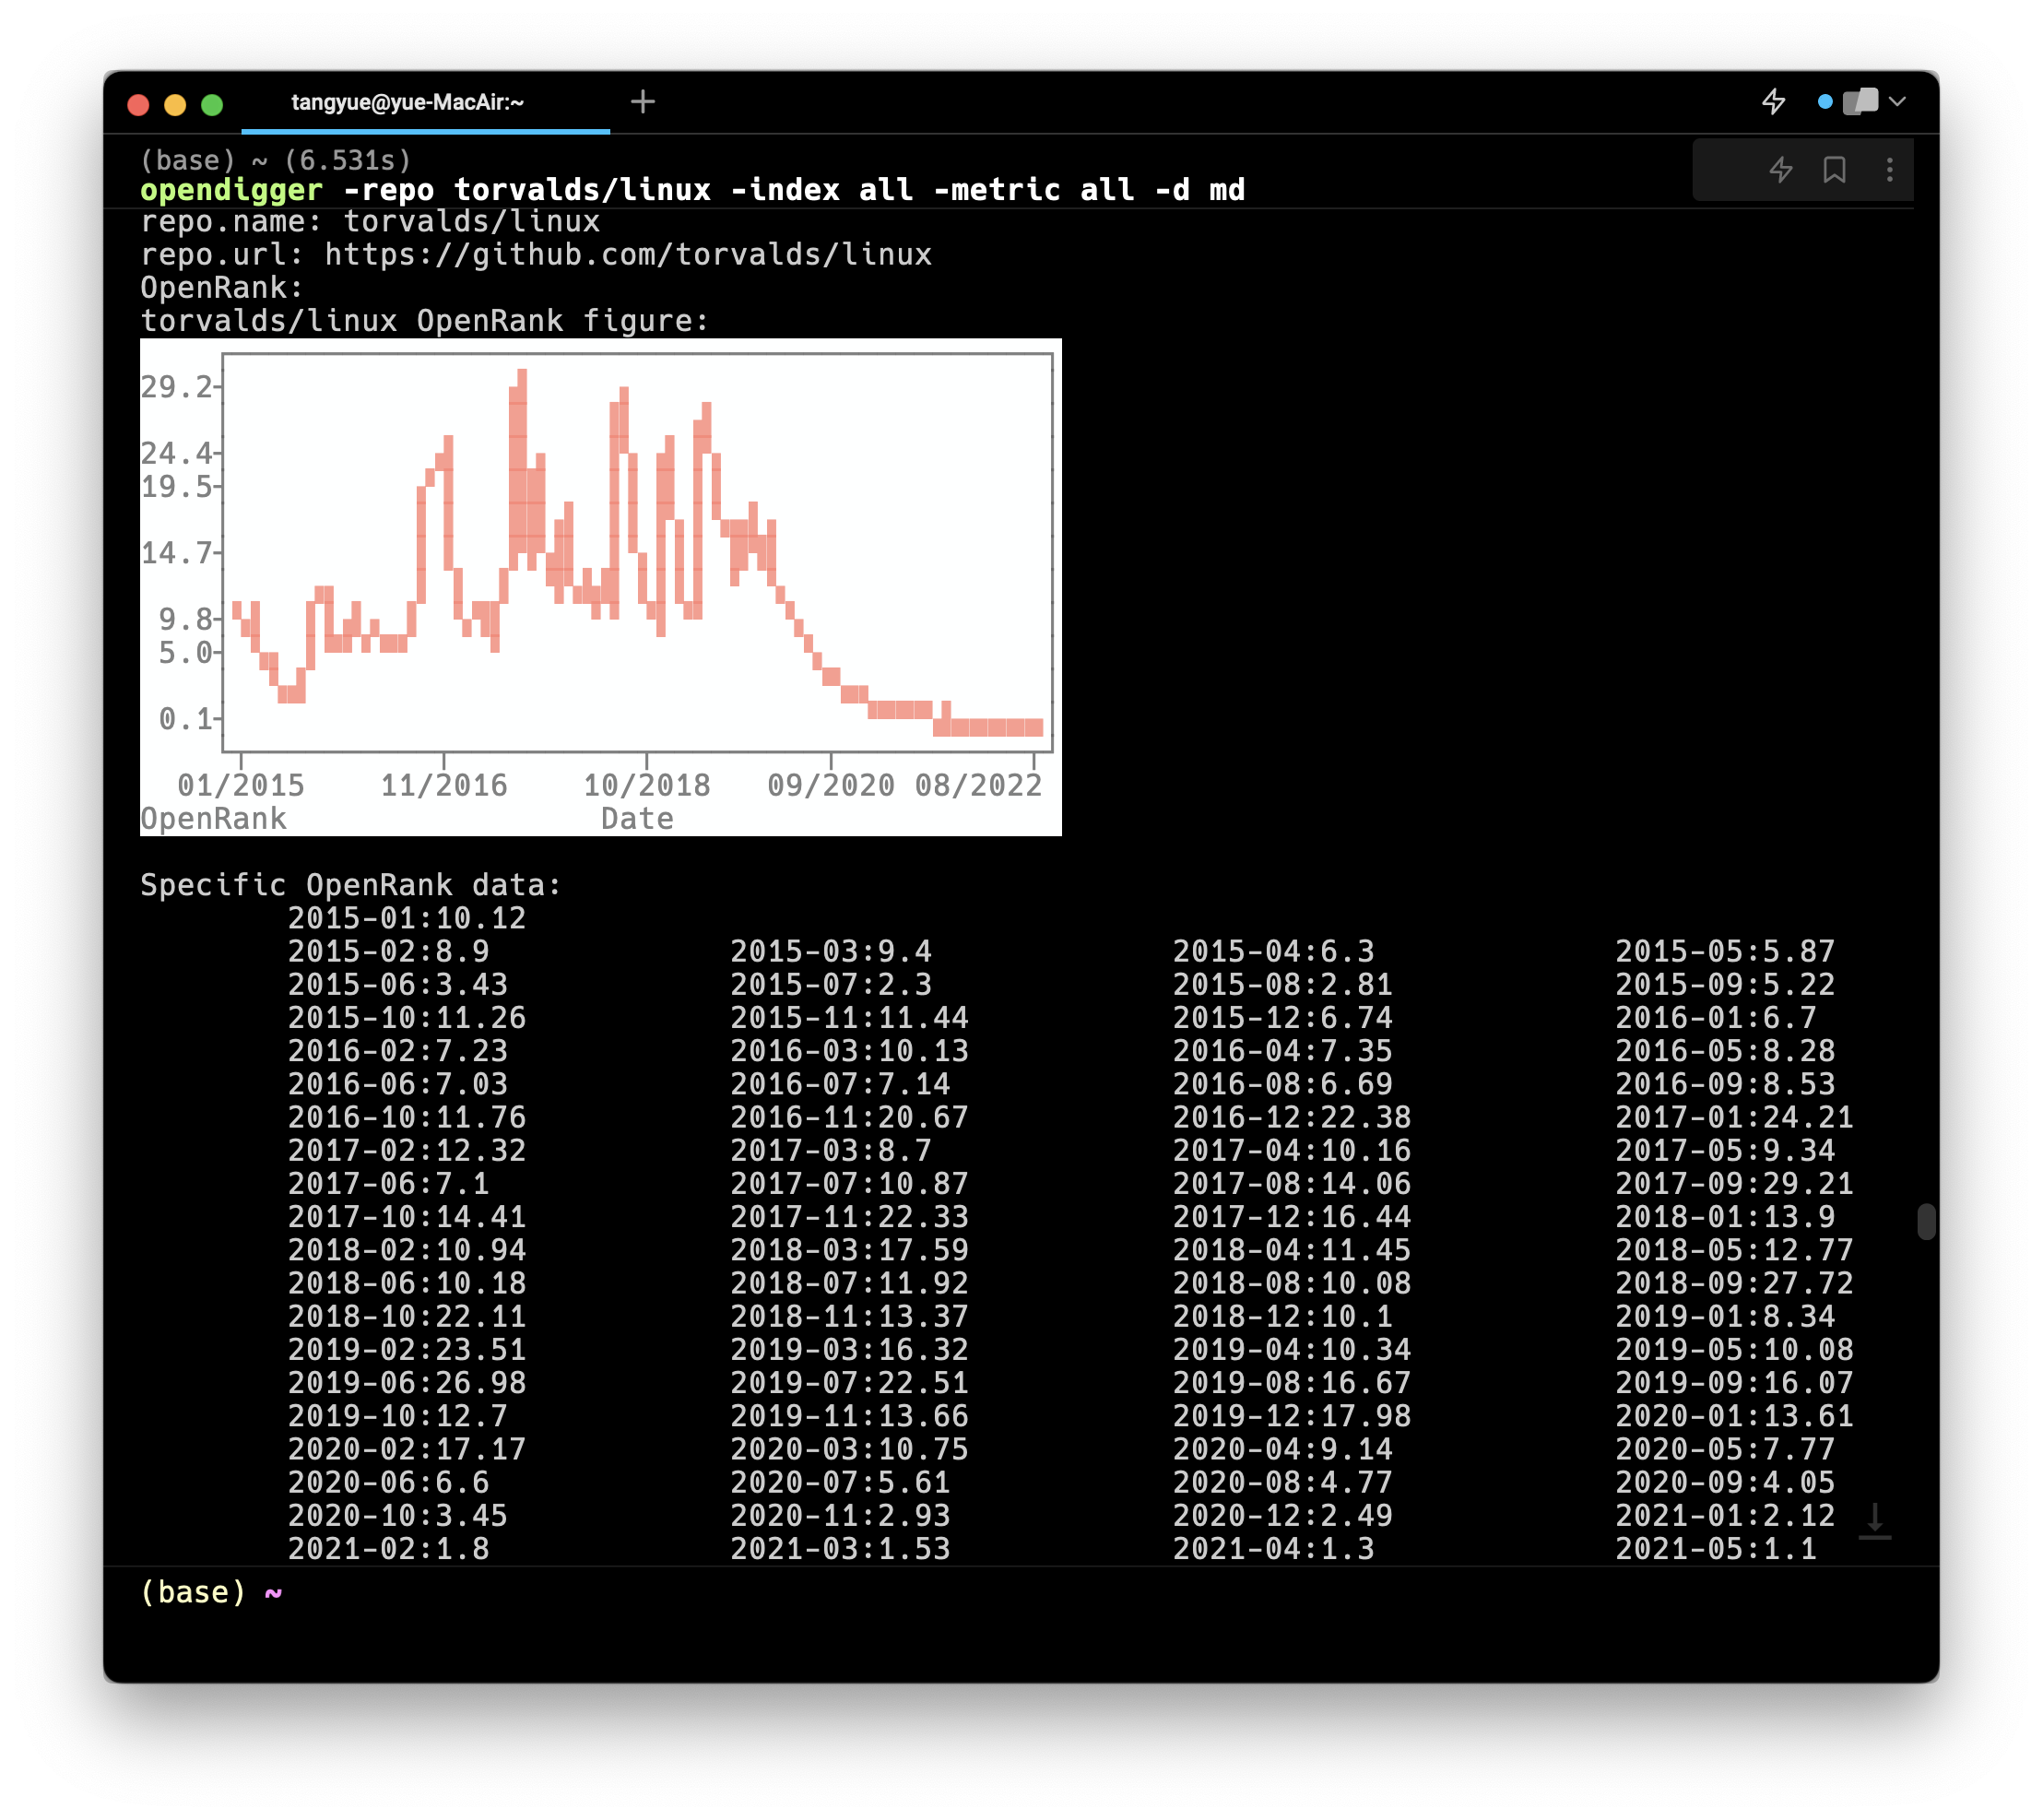 tangyue@yue-MacAir:~
(base) ~ (6.531s)
opendigger -repo torvalds/linux -index all -metric all -d md
repo.name: torvalds/linux
repo.url: https://github.com/torvalds/linux
OpenRank:
torvalds/linux OpenRank figure:
29.2
24.4
19.5
14.7
9.8
5.0
0.1
01/2015 11/2016 10/2018 09/2020 08/2022
OpenRank Date
Specific OpenRank data:
2015-01:10.12
2015-02:8.9 2015-03:9.4 2015-04:6.3 2015-05:5.87
2015-06:3.43 2015-07:2.3 2015-08:2.81 2015-09:5.22
2015-10:11.26 2015-11:11.44 2015-12:6.74 2016-01:6.7
2016-02:7.23 2016-03:10.13 2016-04:7.35 2016-05:8.28
2016-06:7.03 2016-07:7.14 2016-08:6.69 2016-09:8.53
2016-10:11.76 2016-11:20.67 2016-12:22.38 2017-01:24.21
2017-02:12.32 2017-03:8.7 2017-04:10.16 2017-05:9.34
2017-06:7.1 2017-07:10.87 2017-08:14.06 2017-09:29.21
2017-10:14.41 2017-11:22.33 2017-12:16.44 2018-01:13.9
2018-02:10.94 2018-03:17.59 2018-04:11.45 2018-05:12.77
2018-06:10.18 2018-07:11.92 2018-08:10.08 2018-09:27.72
2018-10:22.11 2018-11:13.37 2018-12:10.1 2019-01:8.34
2019-02:23.51 2019-03:16.32 2019-04:10.34 2019-05:10.08
2019-06:26.98 2019-07:22.51 2019-08:16.67 2019-09:16.07
2019-10:12.7 2019-11:13.66 2019-12:17.98 2020-01:13.61
2020-02:17.17 2020-03:10.75 2020-04:9.14 2020-05:7.77
2020-06:6.6 2020-07:5.61 2020-08:4.77 2020-09:4.05
2020-10:3.45 2020-11:2.93 2020-12:2.49 2021-01:2.12
2021-02:1.8 2021-03:1.53 2021-04:1.3 2021-05:1.1
(base) ~